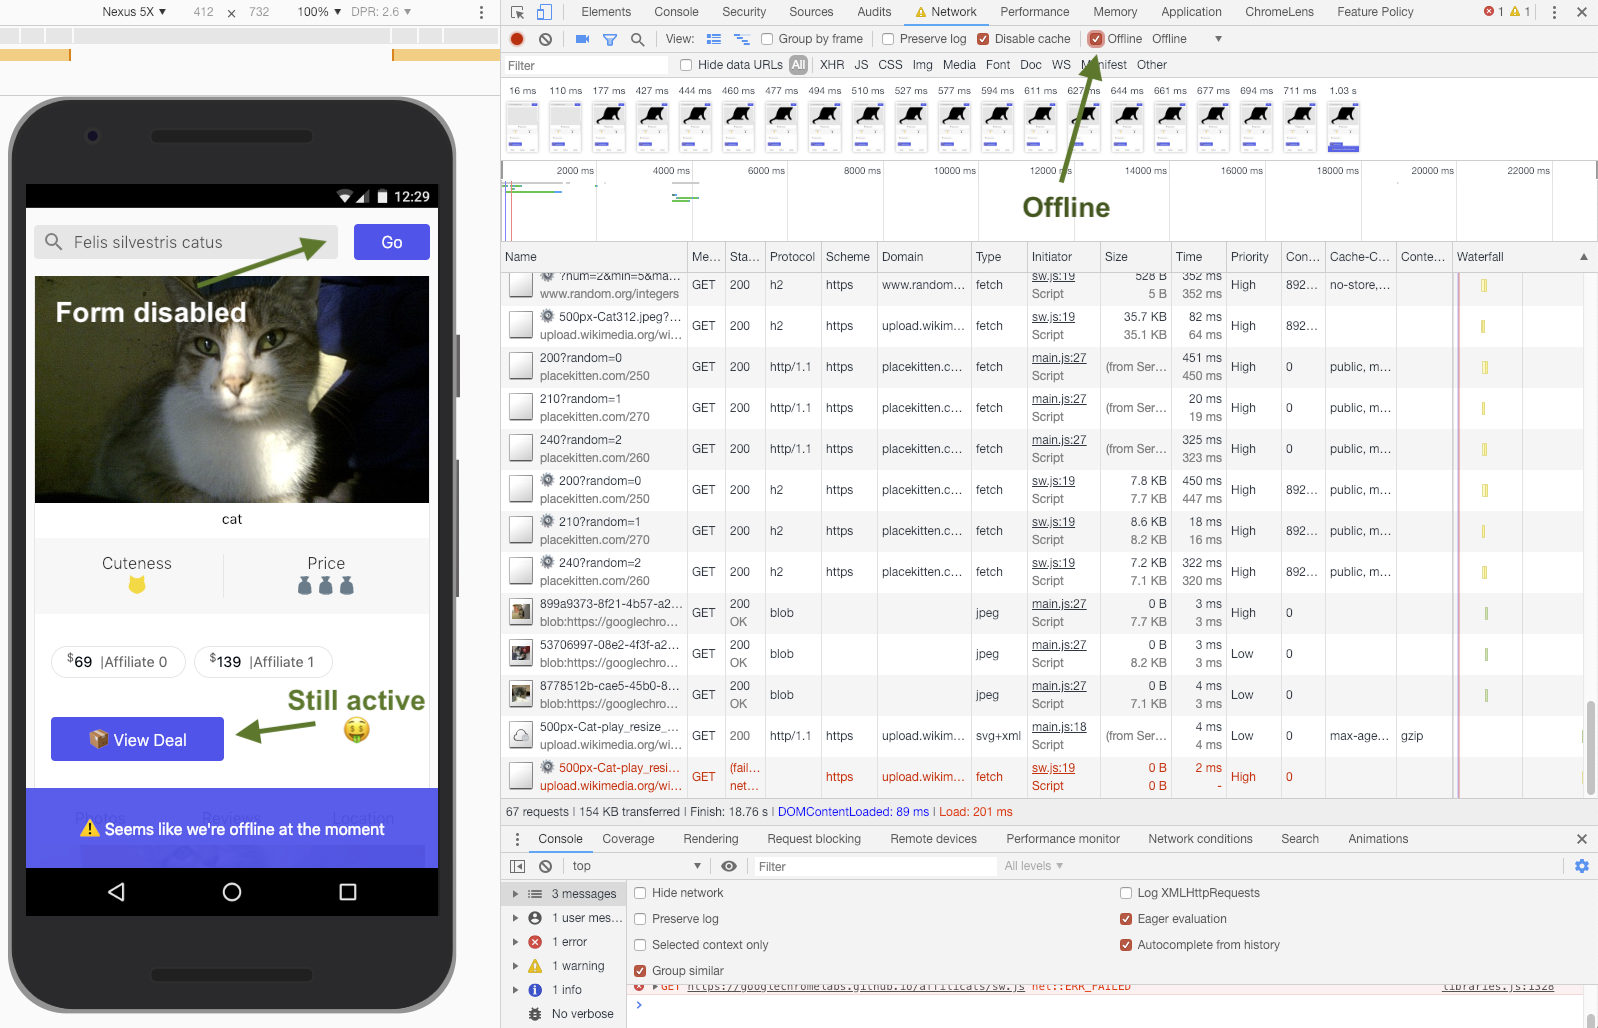 Nexus 5X ▼ 412 × 732 100% ▼ DPR: 2.6 ▼
12:29
Felis silvestris catus
Go
Form disabled
cat
Cuteness Price
$69 |Affiliate 0 $139 |Affiliate 1
Still active
View Deal
Photos Reviews Location
Seems like we're offline at the moment
Elements Console Security Sources Audits Network Performance Memory Application ChromeLens Feature Policy 1 1
View: Group by frame Preserve log Disable cache Offline Offline ▼
Filter Hide data URLs All XHR JS CSS Img Media Font Doc WS Manifest Other
16 ms 110 ms 177 ms 427 ms 444 ms 460 ms 477 ms 494 ms 510 ms 527 ms 577 ms 594 ms 611 ms 627 ms 644 ms 661 ms 677 ms 694 ms 711 ms 1.03 s
2000 ms 4000 ms 6000 ms 8000 ms 10000 ms 12000 ms 14000 ms 16000 ms 18000 ms 20000 ms 22000 ms
Offline
Name Me... Sta... Protocol Scheme Domain Type Initiator Size Time Priority Con... Cache-C... Conte... Waterfall ▲
?num=2&min=5&ma... GET 200 h2 https www.random... fetch sw.js:19 528 B 352 ms High 892... no-store,...
www.random.org/integers Script 5 B 352 ms
500px-Cat312.jpeg?... GET 200 h2 https upload.wikim... fetch sw.js:19 35.7 KB 82 ms High 892...
upload.wikimedia.org/wi... Script 35.1 KB 64 ms
200?random=0 GET 200 http/1.1 https placekitten.c... fetch main.js:27 (from Ser... 451 ms High 0 public, m...
placekitten.com/250 Script 450 ms
210?random=1 GET 200 http/1.1 https placekitten.c... fetch main.js:27 (from Ser... 20 ms High 0 public, m...
placekitten.com/270 Script 19 ms
240?random=2 GET 200 http/1.1 https placekitten.c... fetch main.js:27 (from Ser... 325 ms High 0 public, m...
placekitten.com/260 Script 323 ms
200?random=0 GET 200 h2 https placekitten.c... fetch sw.js:19 7.8 KB 450 ms High 892... public, m...
placekitten.com/250 Script 7.7 KB 447 ms
210?random=1 GET 200 h2 https placekitten.c... fetch sw.js:19 8.6 KB 18 ms High 892... public, m...
placekitten.com/270 Script 8.2 KB 16 ms
240?random=2 GET 200 h2 https placekitten.c... fetch sw.js:19 7.2 KB 322 ms High 892... public, m...
placekitten.com/260 Script 7.1 KB 320 ms
899a9373-8f21-4b57-a2... GET 200 blob jpeg main.js:27 0 B 3 ms High 0
blob:https://googlechro... OK Script 7.7 KB 3 ms
53706997-08e2-4f3f-a2... GET 200 blob jpeg main.js:27 0 B 3 ms Low 0
blob:https://googlechro... OK Script 8.2 KB 3 ms
8778512b-cae5-45b0-8... GET 200 blob jpeg main.js:27 0 B 4 ms Low 0
blob:https://googlechro... OK Script 7.1 KB 3 ms
500px-Cat-play_resize_... GET 200 http/1.1 https upload.wikim... svg+xml main.js:18 (from Ser... 4 ms Low 0 max-age... gzip
upload.wikimedia.org/wi... Script 4 ms
500px-Cat-play_resi... GET (fail... https upload.wikim... fetch sw.js:19 0 B 2 ms High 0
upload.wikimedia.org/wi... net... Script 0 B -
67 requests | 154 KB transferred | Finish: 18.76 s | DOMContentLoaded: 89 ms | Load: 201 ms
Console Coverage Rendering Request blocking Remote devices Performance monitor Network conditions Search Animations
top ▼ Filter All levels ▼
3 messages Hide network Log XMLHttpRequests
1 user mes... Preserve log Eager evaluation
1 error Selected context only Autocomplete from history
1 warning Group similar
1 info GET https://googlechromelabs.github.io/affilicats/sw.js net::ERR_FAILED libraries.js:1328
No verbose